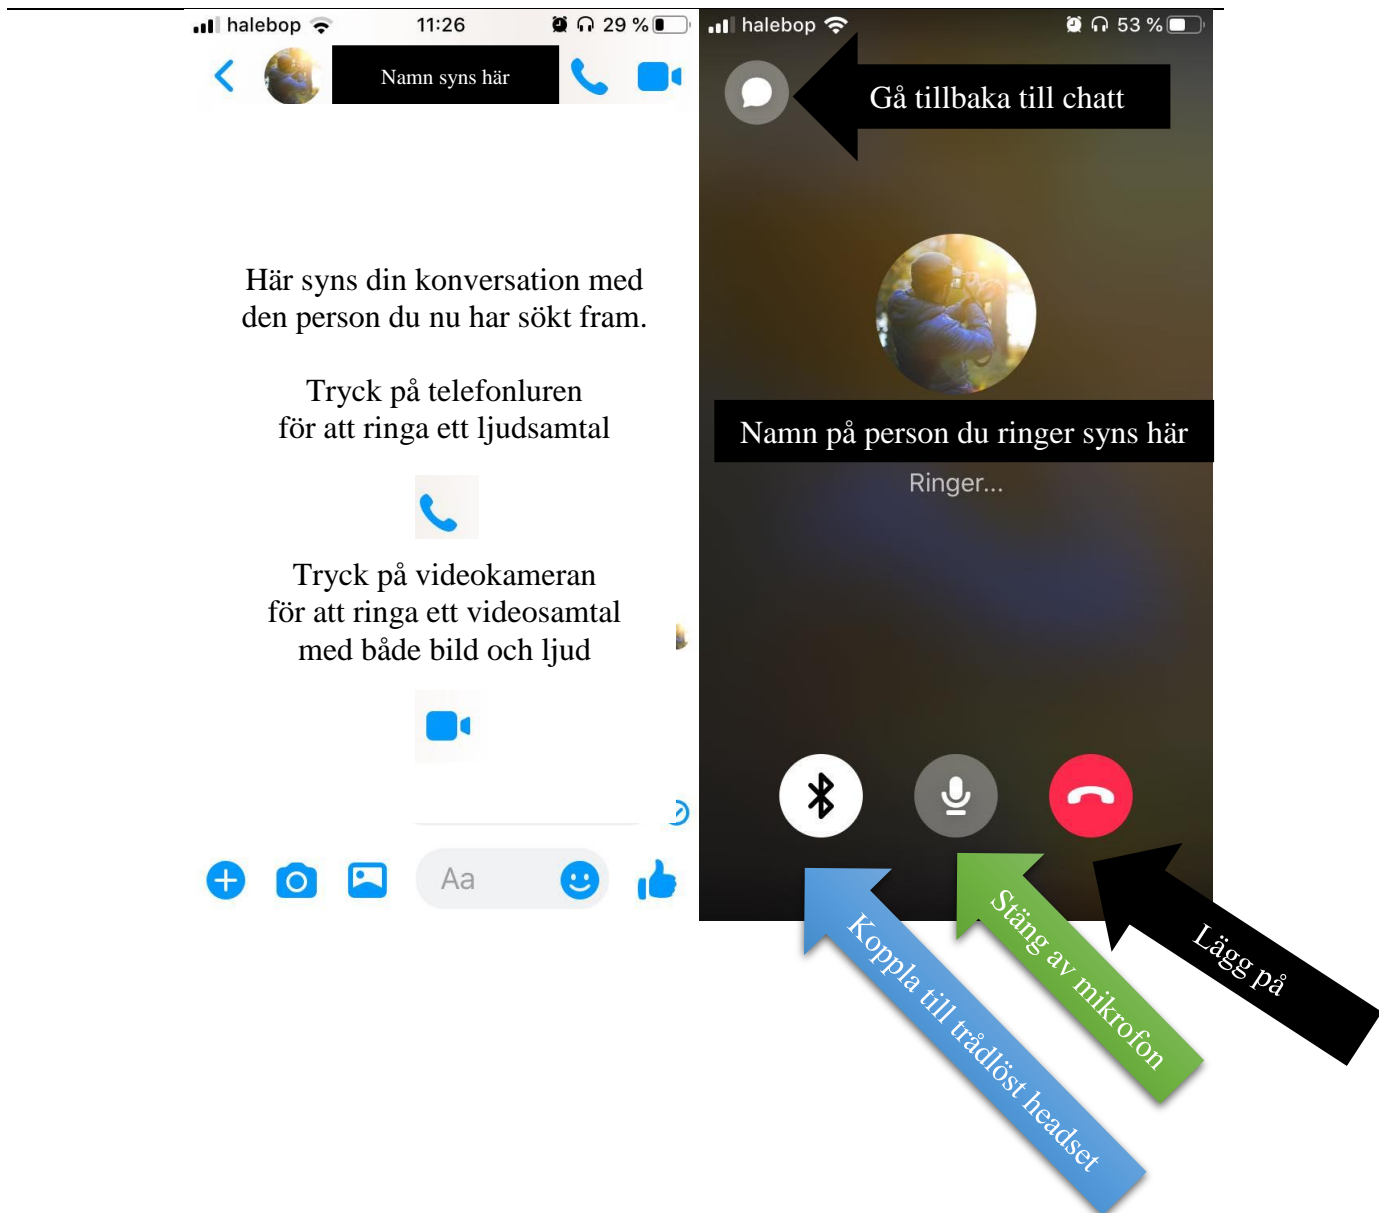 halebop 11:26 29 %
Namn syns här
Här syns din konversation med
den person du nu har sökt fram.
Tryck på telefonluren
för att ringa ett ljudsamtal
Tryck på videokameran
för att ringa ett videosamtal
med både bild och ljud
Aa
halebop 53 %
Gå tillbaka till chatt
Namn på person du ringer syns här
Ringer...
Koppla till trådlöst headset
Stäng av mikrofon
Lägg på